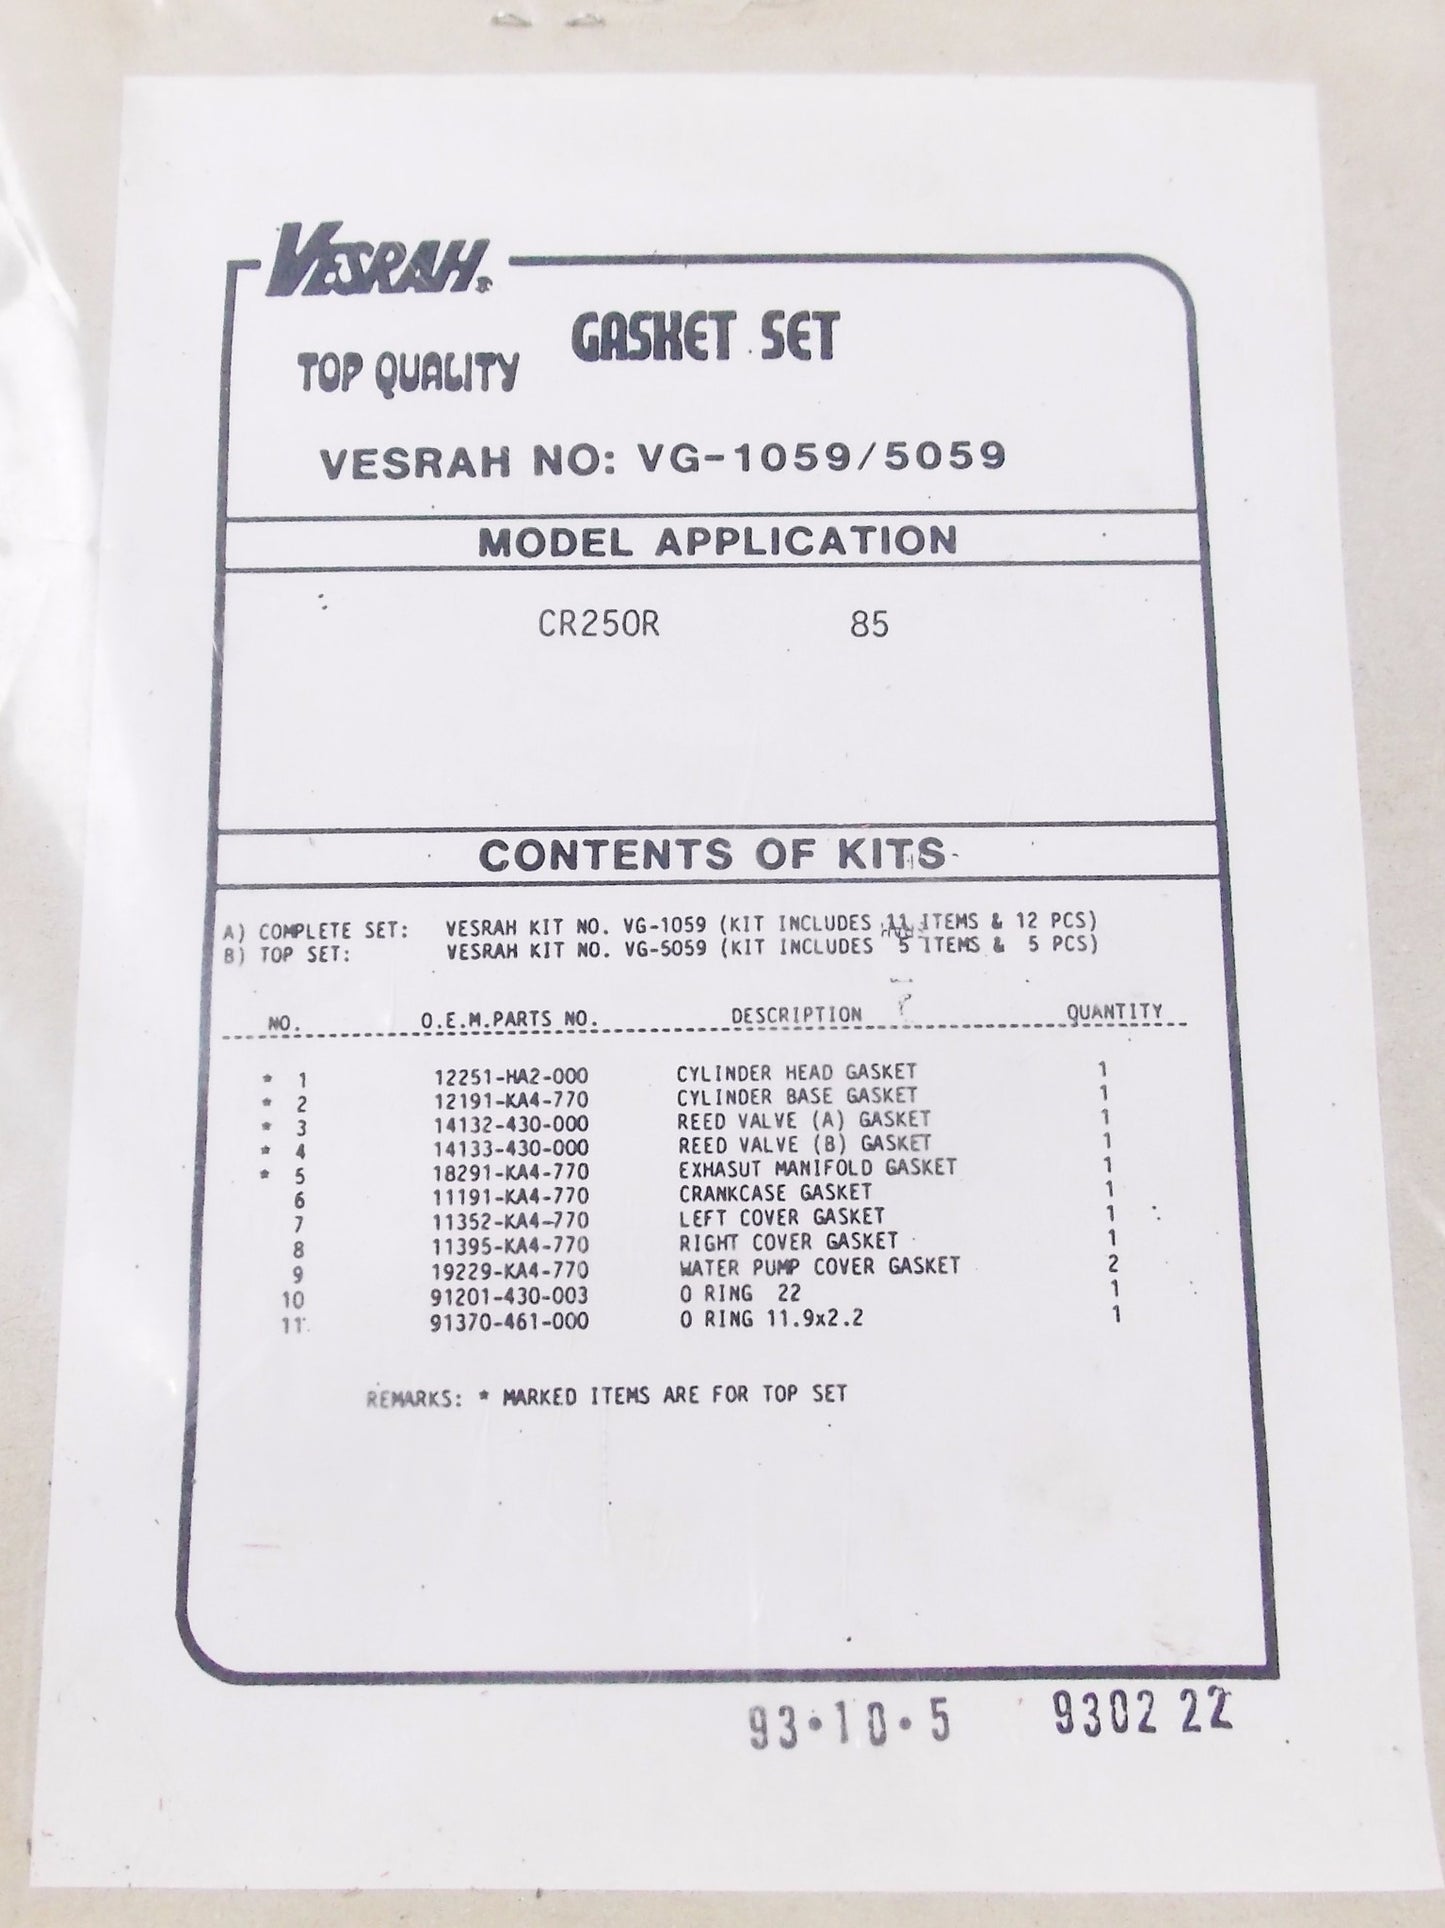 VESRAH®
GASKET SET
TOP QUALITY
VESRAH NO: VG-1059/5059
MODEL APPLICATION
CR250R 85
CONTENTS OF KITS
A) COMPLETE SET: VESRAH KIT NO. VG-1059 (KIT INCLUDES 11 ITEMS & 12 PCS)
B) TOP SET: VESRAH KIT NO. VG-5059 (KIT INCLUDES 5 ITEMS & 5 PCS)
NO. O.E.M.PARTS NO. DESCRIPTION QUANTITY
* 1 12251-HA2-000 CYLINDER HEAD GASKET 1
* 2 12191-KA4-770 CYLINDER BASE GASKET 1
* 3 14132-430-000 REED VALVE (A) GASKET 1
* 4 14133-430-000 REED VALVE (B) GASKET 1
* 5 18291-KA4-770 EXHASUT MANIFOLD GASKET 1
6 11191-KA4-770 CRANKCASE GASKET 1
7 11352-KA4-770 LEFT COVER GASKET 1
8 11395-KA4-770 RIGHT COVER GASKET 1
9 19229-KA4-770 WATER PUMP COVER GASKET 2
10 91201-430-003 O RING 22 1
11 91370-461-000 O RING 11.9x2.2 1
REMARKS: * MARKED ITEMS ARE FOR TOP SET
93•10•5 9302 22